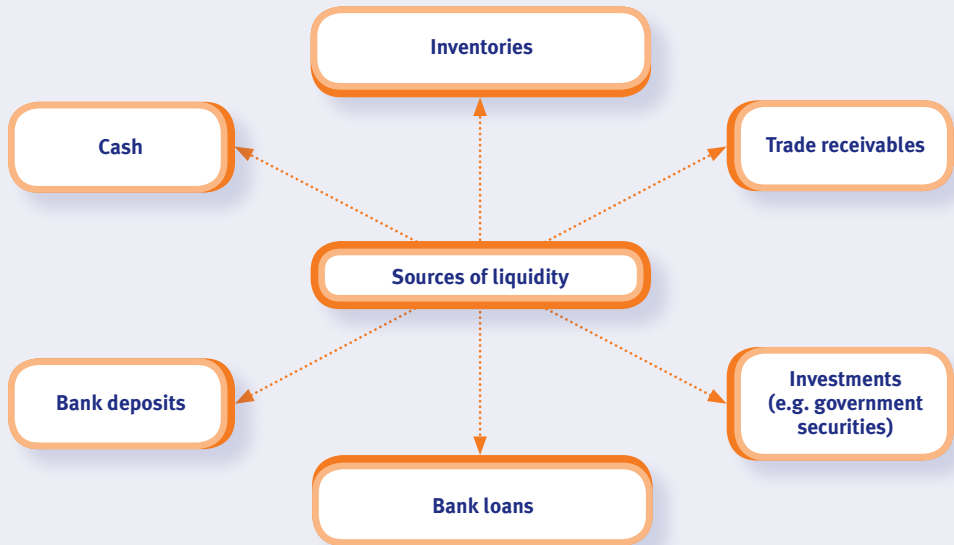 Inventories
Cash
Trade receivables
Sources of liquidity
Bank deposits
Investments
(e.g. government
securities)
Bank loans